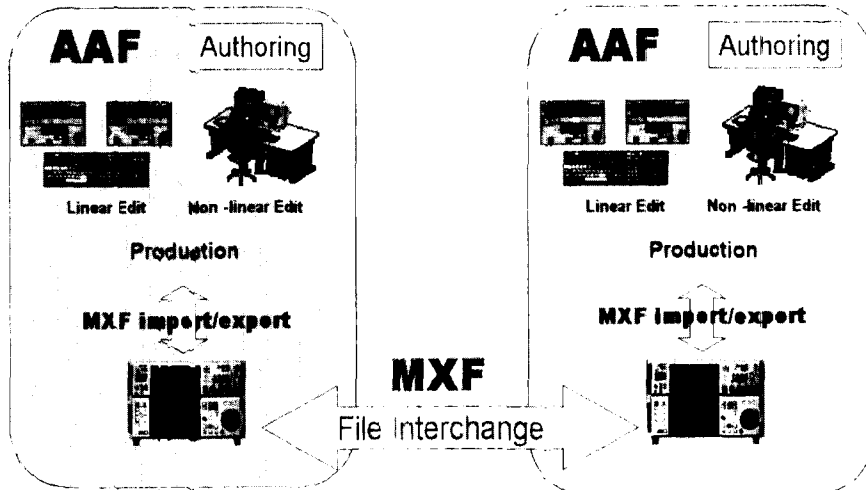 AAF Authoring
Linear Edit Non -linear Edit
Production
MXF import/export
AAF Authoring
Linear Edit Non -linear Edit
Production
MXF import/export
MXF
File Interchange